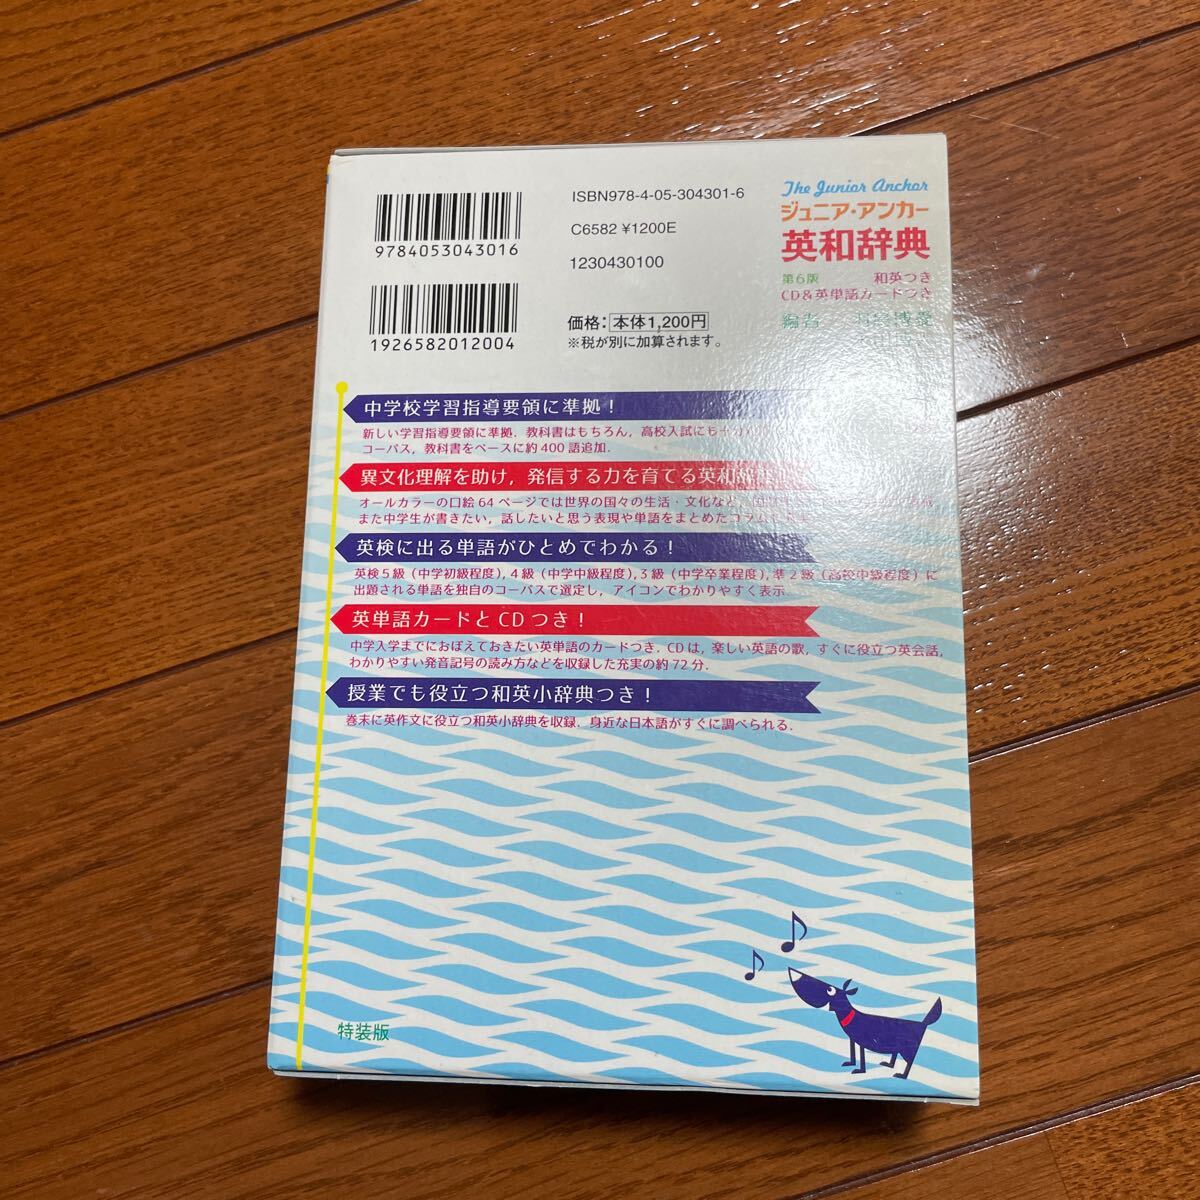 ISBN978-4-05-304301-6
9784053043016
C6582 ¥1200E
1230430100
1926582012004
価格：本体1,200円
※税が別に加算されます。
The Junior Anchor
ジュニア・アンカー
英和辞典
第6版 和英つき
CD&英単語カードつき
編者
中学校学習指導要領に準拠！
新しい学習指導要領に準拠．教科書はもちろん，高校入試にも十分
コーパス，教科書をベースに約400語追加．
異文化理解を助け，発信する力を育てる英和辞典
オールカラーの口絵64ページでは世界の国々の生活・文化など，
また中学生が書きたい，話したいと思う表現や単語をまとめたコラム
英検に出る単語がひとめでわかる！
英検5級（中学初級程度），4級（中学中級程度），3級（中学卒業程度），準2級（高校中級程度）に
出題される単語を独自のコーパスで選定し，アイコンでわかりやすく表示．
英単語カードとCDつき！
中学入学までにおぼえておきたい英単語のカードつき．CDは，楽しい英語の歌，すぐに役立つ英会話，
わかりやすい発音記号の読み方などを収録した充実の約72分．
授業でも役立つ和英小辞典つき！
巻末に英作文に役立つ和英小辞典を収録．身近な日本語がすぐに調べられる．
特装版